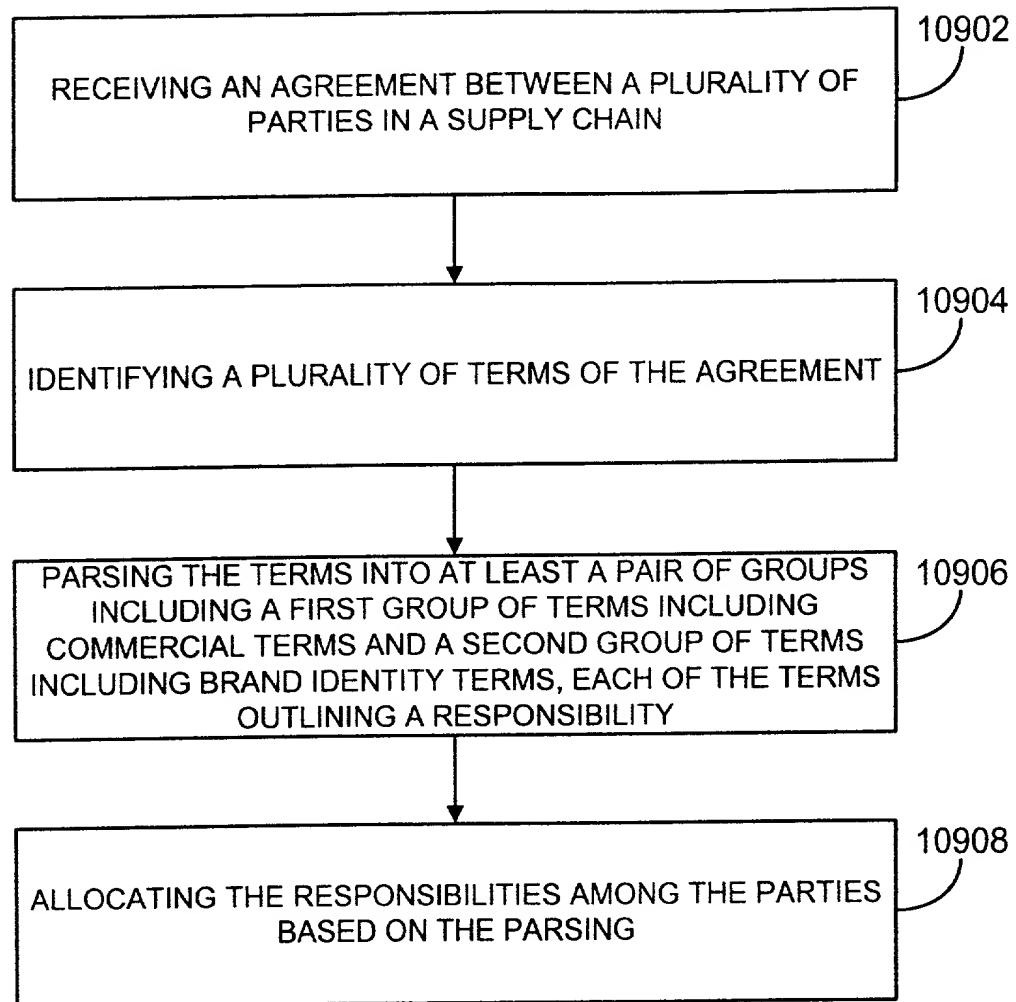 10902
RECEIVING AN AGREEMENT BETWEEN A PLURALITY OF
PARTIES IN A SUPPLY CHAIN
10904
IDENTIFYING A PLURALITY OF TERMS OF THE AGREEMENT
10906
PARSING THE TERMS INTO AT LEAST A PAIR OF GROUPS
INCLUDING A FIRST GROUP OF TERMS INCLUDING
COMMERCIAL TERMS AND A SECOND GROUP OF TERMS
INCLUDING BRAND IDENTITY TERMS, EACH OF THE TERMS
OUTLINING A RESPONSIBILITY
10908
ALLOCATING THE RESPONSIBILITIES AMONG THE PARTIES
BASED ON THE PARSING